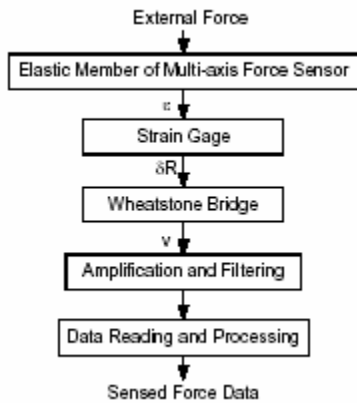 External Force
Elastic Member of Multi-axis Force Sensor
ε
Strain Gage
δR
Wheatstone Bridge
v
Amplification and Filtering
Data Reading and Processing
Sensed Force Data